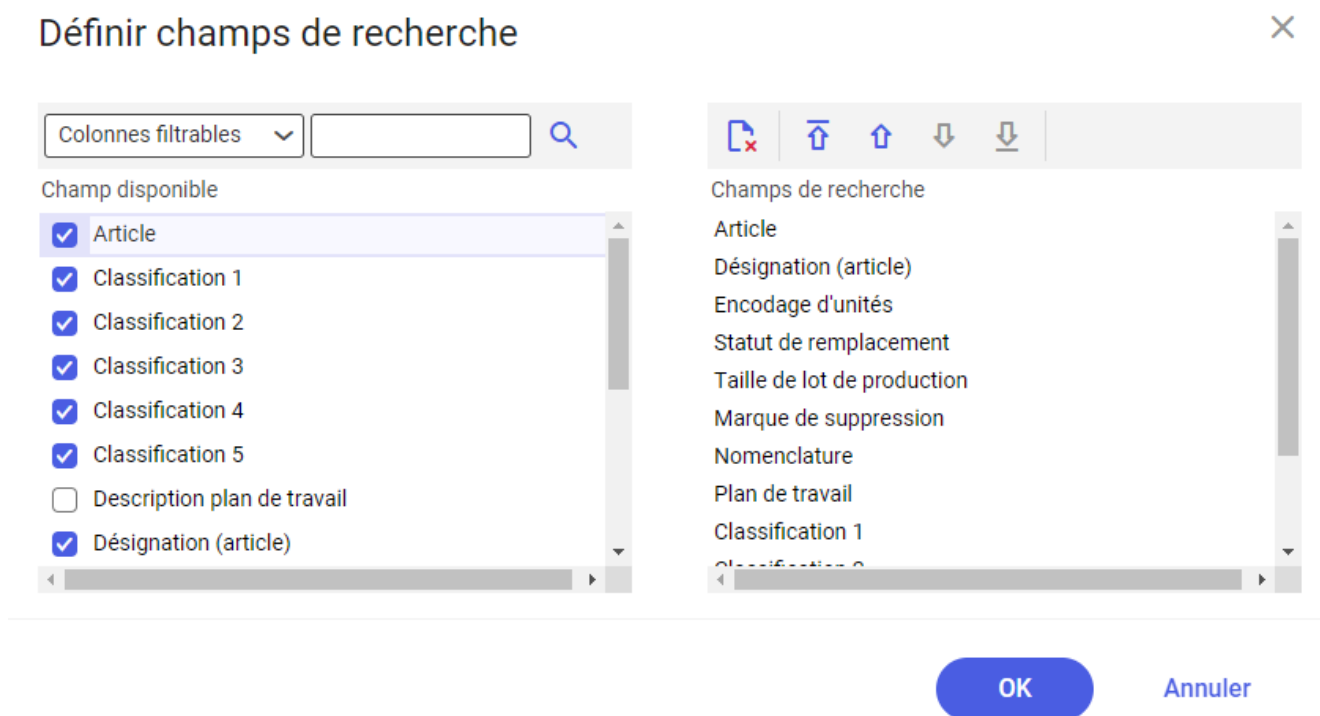 Définir champs de recherche
Colonnes filtrables
Champ disponible
Article
Classification 1
Classification 2
Classification 3
Classification 4
Classification 5
Description plan de travail
Désignation (article)
Champs de recherche
Article
Désignation (article)
Encodage d'unités
Statut de remplacement
Taille de lot de production
Marque de suppression
Nomenclature
Plan de travail
Classification 1
OK
Annuler